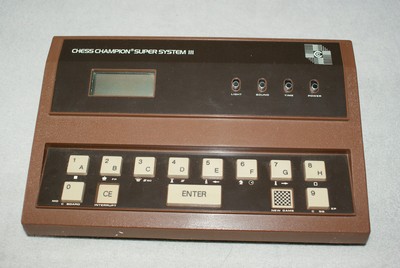 CHESS CHAMPION® SUPER SYSTEM III
LIGHT SOUND TIME POWER
1 2 3 4 5 6 7 8
A B C D E F G H
0 CE ENTER 9
C BOARD INTERRUPT NEW GAME